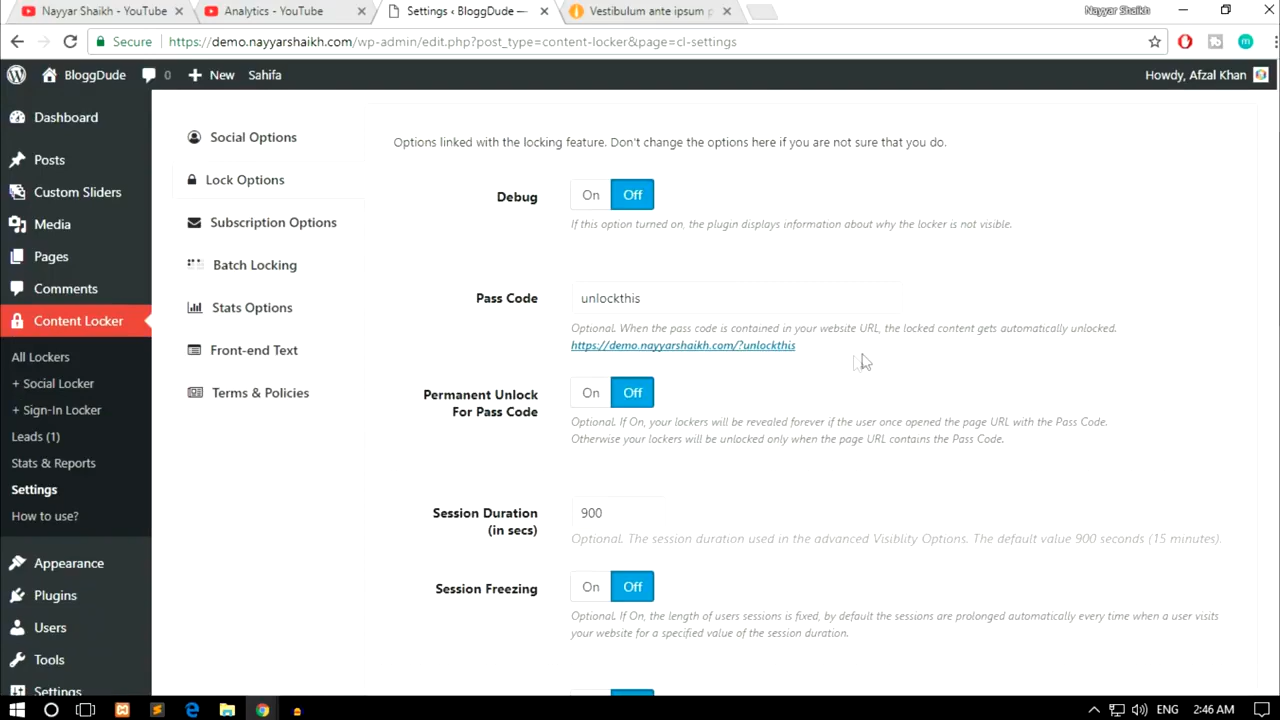 Nayyar Shaikh - YouTube
Analytics - YouTube
Settings ‹ BloggDude —
Vestibulum ante ipsum p
Nayyar Shaikh
Secure
https://demo.nayyarshaikh.com/wp-admin/edit.php?post_type=content-locker&page=cl-settings
BloggDude
0
New
Sahifa
Howdy, Afzal Khan
Dashboard
Posts
Custom Sliders
Media
Pages
Comments
Content Locker
All Lockers
+ Social Locker
+ Sign-In Locker
Leads (1)
Stats & Reports
Settings
How to use?
Appearance
Plugins
Users
Tools
Settings
Social Options
Lock Options
Subscription Options
Batch Locking
Stats Options
Front-end Text
Terms & Policies
Options linked with the locking feature. Don't change the options here if you are not sure that you do.
Debug
On
Off
If this option turned on, the plugin displays information about why the locker is not visible.
Pass Code
unlockthis
Optional. When the pass code is contained in your website URL, the locked content gets automatically unlocked.
https://demo.nayyarshaikh.com/?unlockthis
Permanent Unlock
For Pass Code
On
Off
Optional. If On, your lockers will be revealed forever if the user once opened the page URL with the Pass Code.
Otherwise your lockers will be unlocked only when the page URL contains the Pass Code.
Session Duration
(in secs)
900
Optional. The session duration used in the advanced Visiblity Options. The default value 900 seconds (15 minutes).
Session Freezing
On
Off
Optional. If On, the length of users sessions is fixed, by default the sessions are prolonged automatically every time when a user visits
your website for a specified value of the session duration.
ENG
2:46 AM